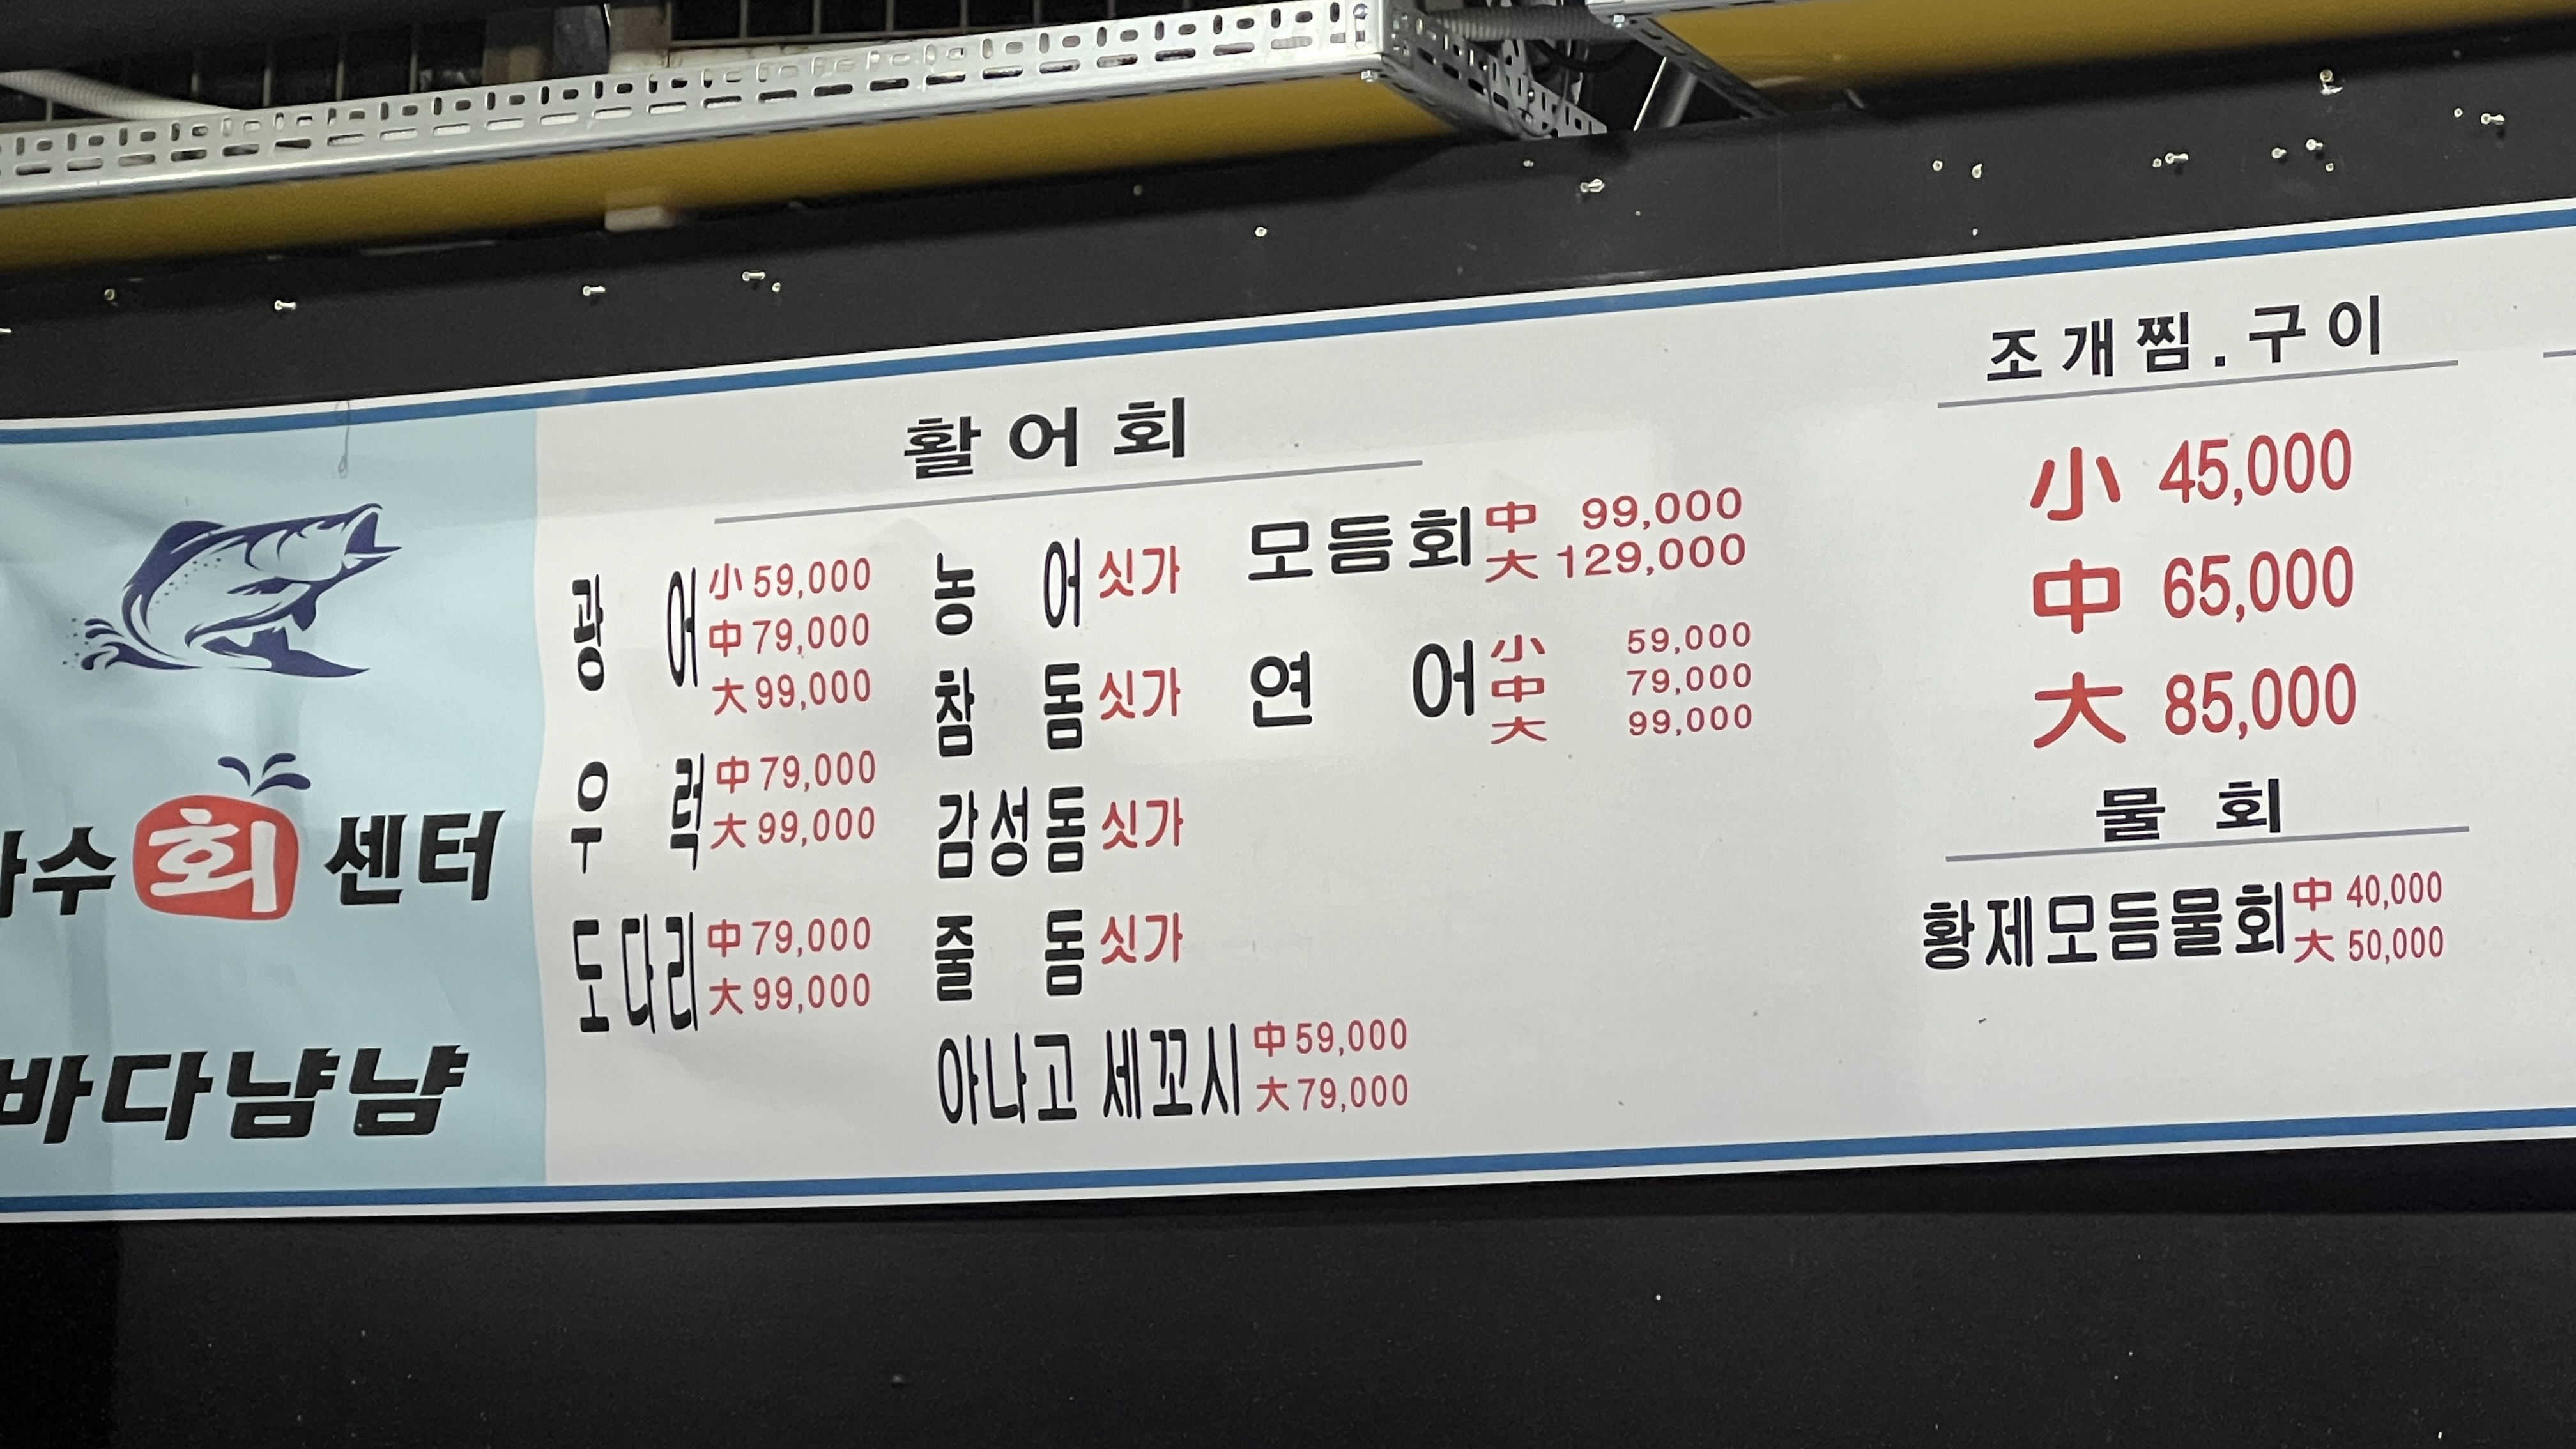 수 회 센터
바다냠냠
활어회
광어 小 59,000
中 79,000
大 99,000
우럭 中 79,000
大 99,000
도다리 中 79,000
大 99,000
농어 싯가
참돔 싯가
감성돔 싯가
줄돔 싯가
아나고 세꼬시 中 59,000
大 79,000
모듬회 中 99,000
大 129,000
연어 小 59,000
中 79,000
大 99,000
조개찜.구이
小 45,000
中 65,000
大 85,000
물회
황제모듬물회 中 40,000
大 50,000